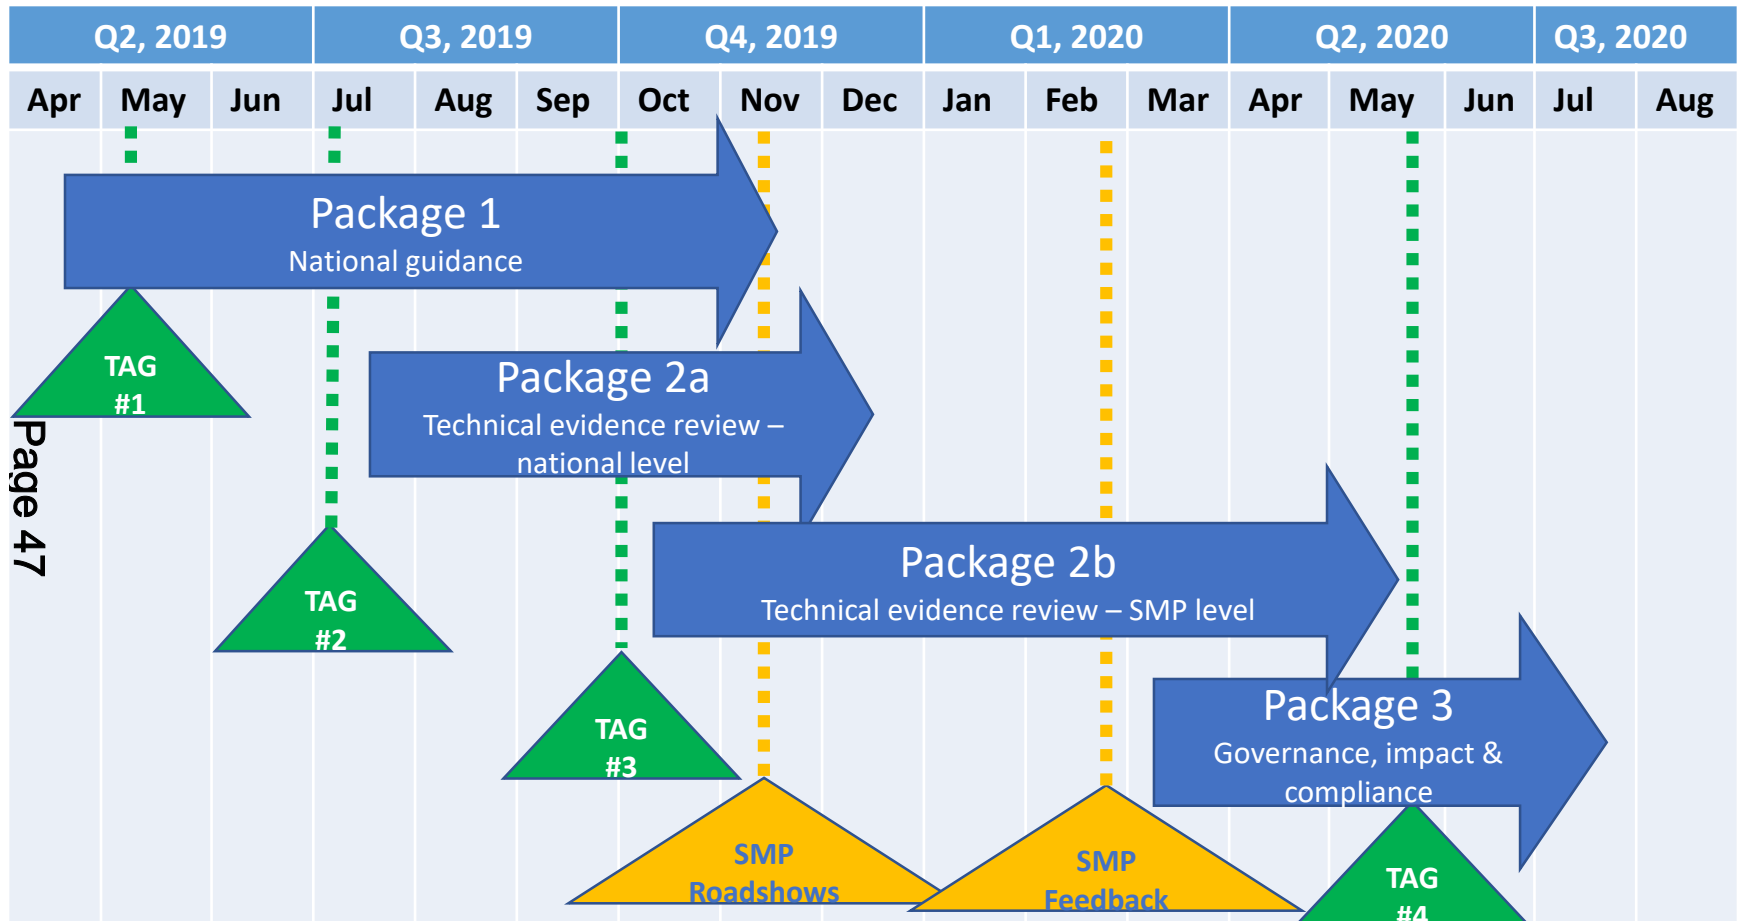 Q2, 2019 Q3, 2019 Q4, 2019 Q1, 2020 Q2, 2020 Q3, 2020
Apr May Jun Jul Aug Sep Oct Nov Dec Jan Feb Mar Apr May Jun Jul Aug
Package 1
National guidance
TAG
#1
Package 2a
Technical evidence review –
national level
Page 47
Package 2b
Technical evidence review – SMP level
TAG
#2
Package 3
Governance, impact &
compliance
TAG
#3
SMP
Roadshows
SMP
Feedback
TAG
#4